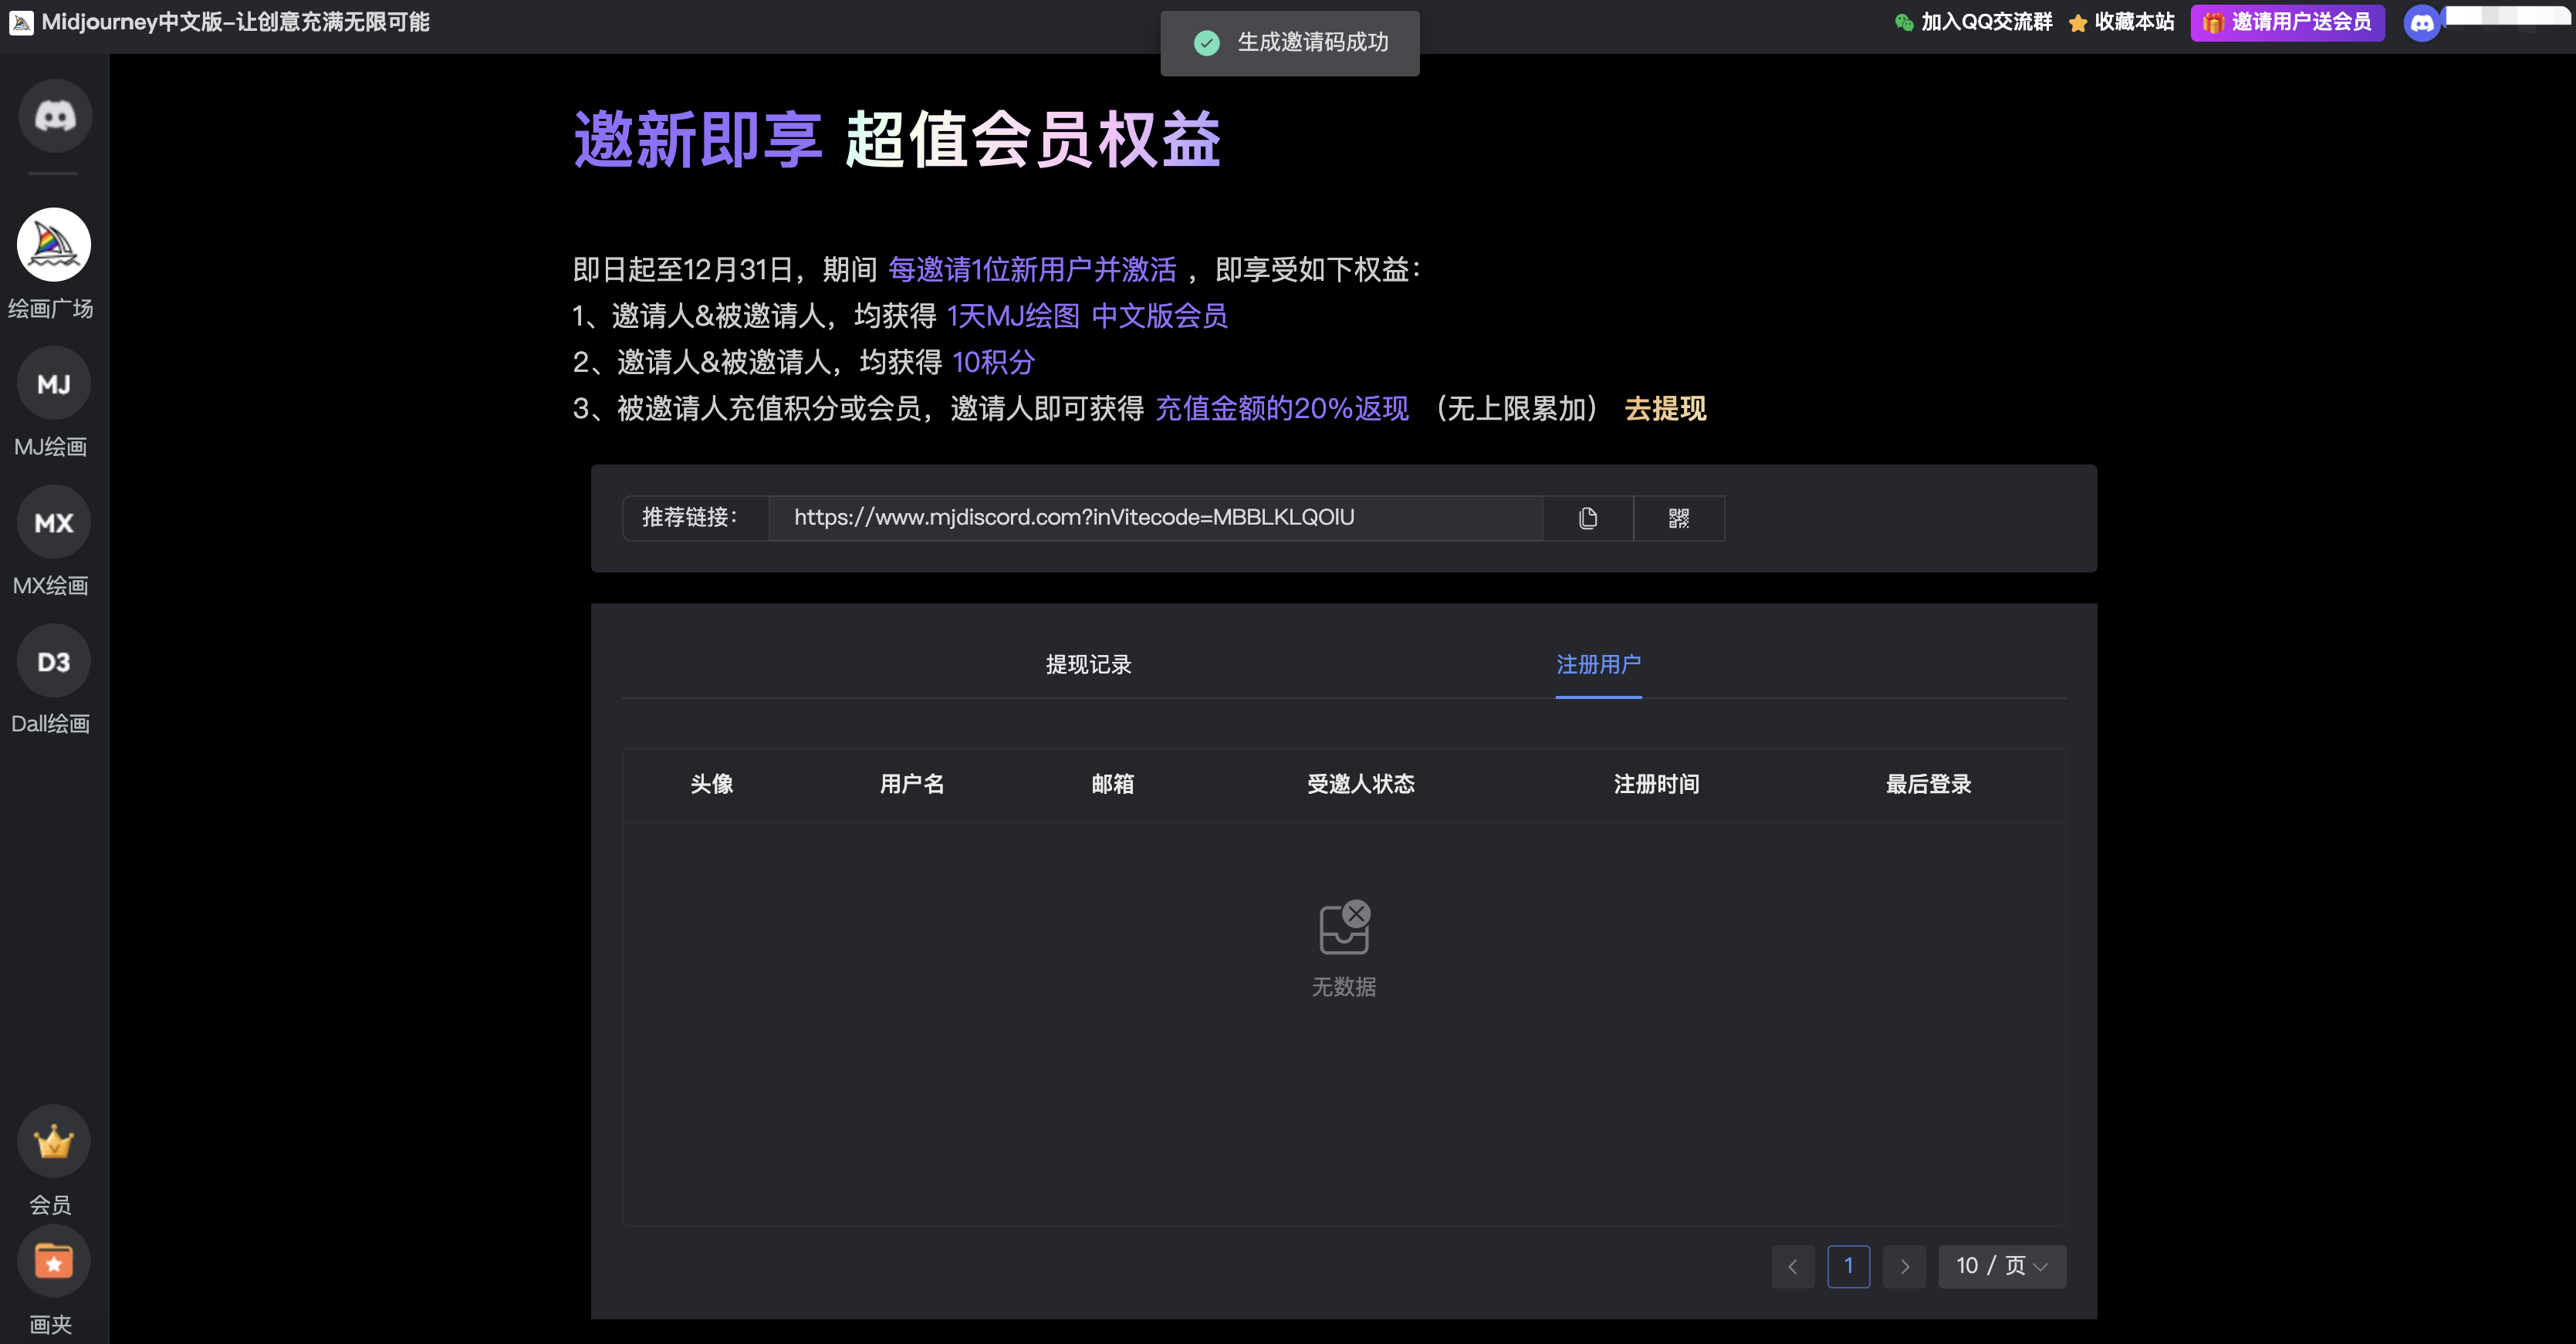 Midjourney中文版–让创意充满无限可能
生成邀请码成功
加入QQ交流群
收藏本站
邀请用户送会员
邀新即享 超值会员权益
即日起至12月31日，期间 每邀请1位新用户并激活 ，即享受如下权益：
1、邀请人&被邀请人，均获得 1天MJ绘图 中文版会员
2、邀请人&被邀请人，均获得 10积分
3、被邀请人充值积分或会员，邀请人即可获得 充值金额的20%返现 （无上限累加） 去提现
绘画广场
MJ
MJ绘画
MX
MX绘画
D3
Dall绘画
会员
画夹
推荐链接： https://www.mjdiscord.com?inVitecode=MBBLKLQOlU
提现记录 注册用户
头像 用户名 邮箱 受邀人状态 注册时间 最后登录
无数据
1 10 / 页